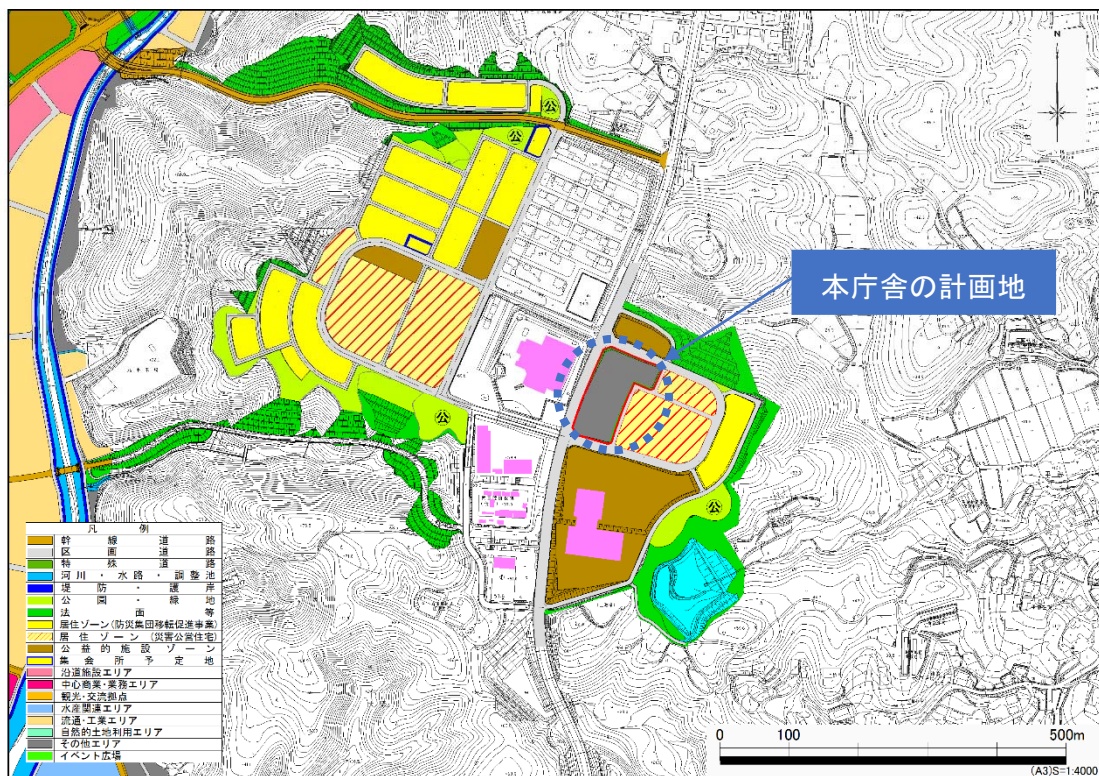 N
公
公
本庁舎の計画地
公
公
凡例
幹線道路
区画道路
特殊道路
河川・水路・調整池
堤防・護岸
公園・緑地
法面等
居住ゾーン(防災集団移転促進事業)
居住ゾーン(災害公営住宅)
公益的施設ゾーン
集会所予定地
沿道施設エリア
中心商業・業務エリア
観光・交流拠点
水産関連エリア
流通・工業エリア
自然的土地利用エリア
その他エリア
イベント広場
0 100 500m
(A3)S=1:4000